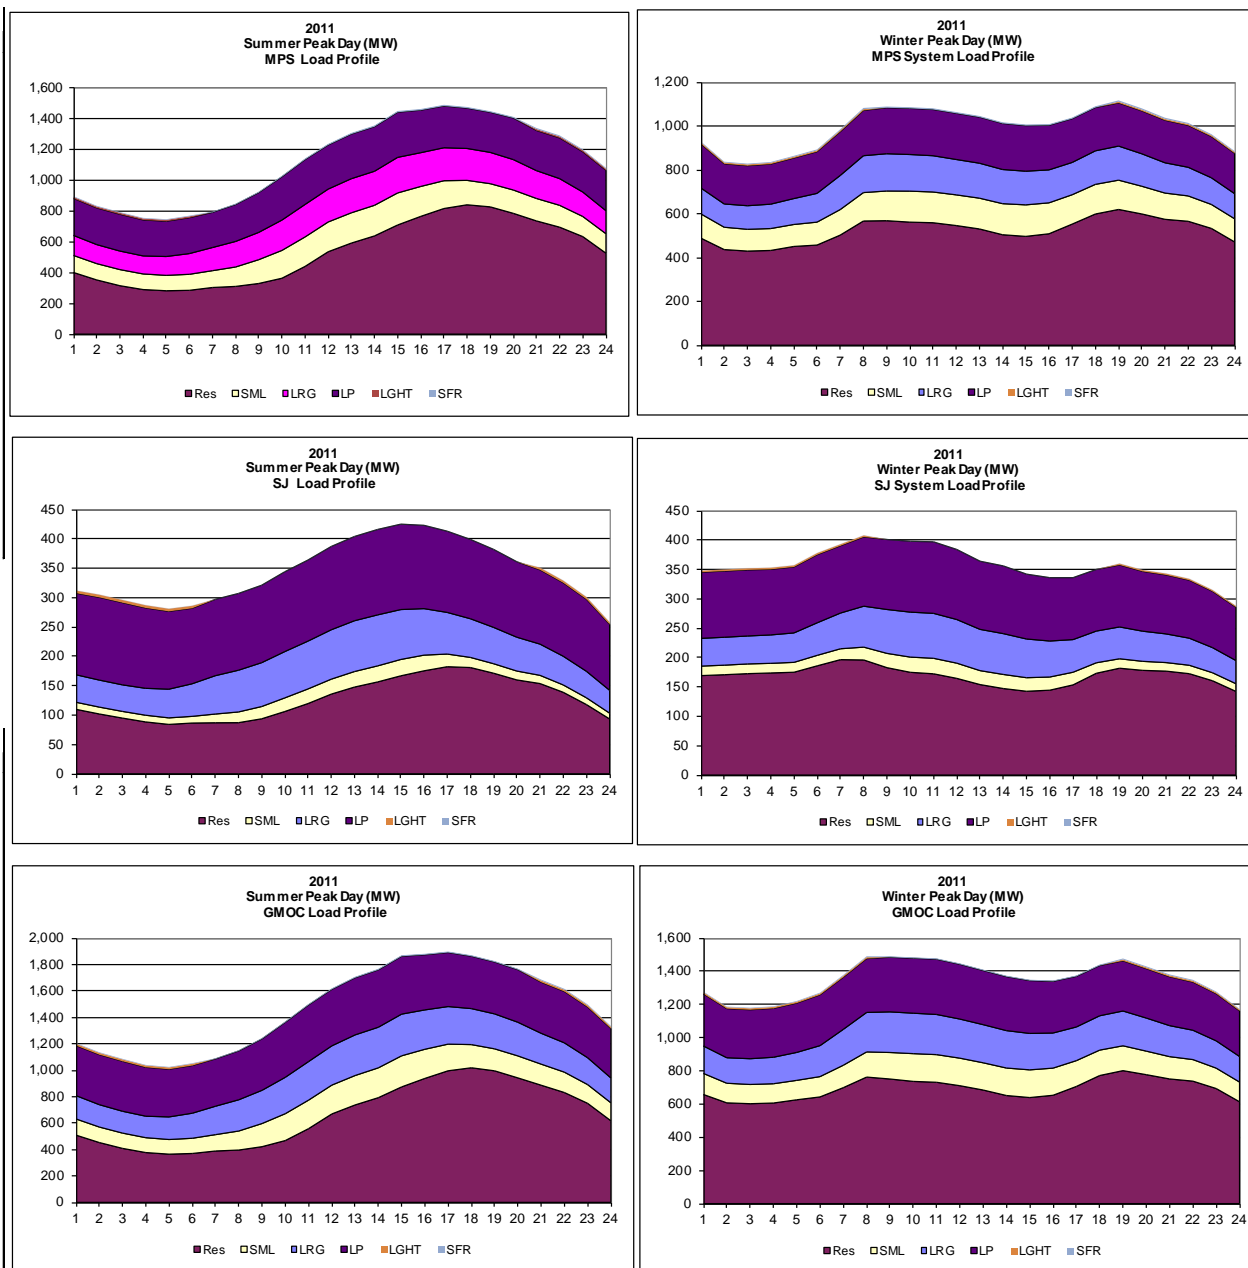 2011
Summer Peak Day (MW)
MPS Load Profile
1,600
1,400
1,200
1,000
800
600
400
200
0
1 2 3 4 5 6 7 8 9 10 11 12 13 14 15 16 17 18 19 20 21 22 23 24
Res SML LRG LP LGHT SFR
2011
Winter Peak Day (MW)
MPS System Load Profile
1,200
1,000
800
600
400
200
0
1 2 3 4 5 6 7 8 9 10 11 12 13 14 15 16 17 18 19 20 21 22 23 24
Res SML LRG LP LGHT SFR
2011
Summer Peak Day (MW)
SJ Load Profile
450
400
350
300
250
200
150
100
50
0
1 2 3 4 5 6 7 8 9 10 11 12 13 14 15 16 17 18 19 20 21 22 23 24
Res SML LRG LP LGHT SFR
2011
Winter Peak Day (MW)
SJ System Load Profile
450
400
350
300
250
200
150
100
50
0
1 2 3 4 5 6 7 8 9 10 11 12 13 14 15 16 17 18 19 20 21 22 23 24
Res SML LRG LP LGHT SFR
2011
Summer Peak Day (MW)
GMOC Load Profile
2,000
1,800
1,600
1,400
1,200
1,000
800
600
400
200
0
1 2 3 4 5 6 7 8 9 10 11 12 13 14 15 16 17 18 19 20 21 22 23 24
Res SML LRG LP LGHT SFR
2011
Winter Peak Day (MW)
GMOC Load Profile
1,600
1,400
1,200
1,000
800
600
400
200
0
1 2 3 4 5 6 7 8 9 10 11 12 13 14 15 16 17 18 19 20 21 22 23 24
Res SML LRG LP LGHT SFR